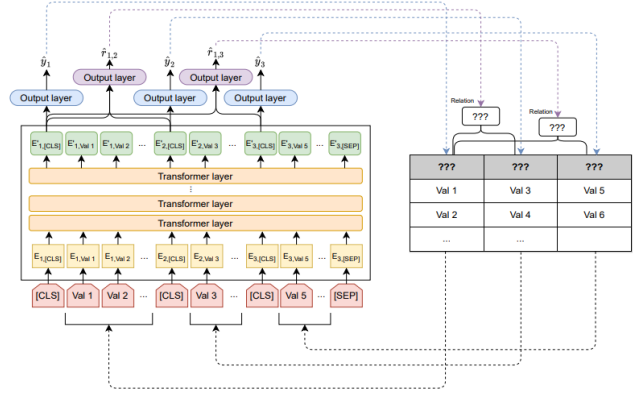 ŷ1 r̂1,2 ŷ2 r̂1,3 ŷ3
Output layer Output layer
Output layer Output layer Output layer
E'1,[CLS] E'1,Val 1 E'1,Val 2 ... E'2,[CLS] E'2,Val 3 ... E'3,[CLS] E'3,Val 5 ... E'3,[SEP]
Transformer layer
⋮
Transformer layer
Transformer layer
E1,[CLS] E1,Val 1 E1,Val 2 ... E2,[CLS] E2,Val 3 ... E3,[CLS] E3,Val 5 ... E3,[SEP]
[CLS] Val 1 Val 2 ... [CLS] Val 3 ... [CLS] Val 5 ... [SEP]
Relation
???
Relation
???
??? ??? ???
Val 1 Val 3 Val 5
Val 2 Val 4 Val 6
... ...